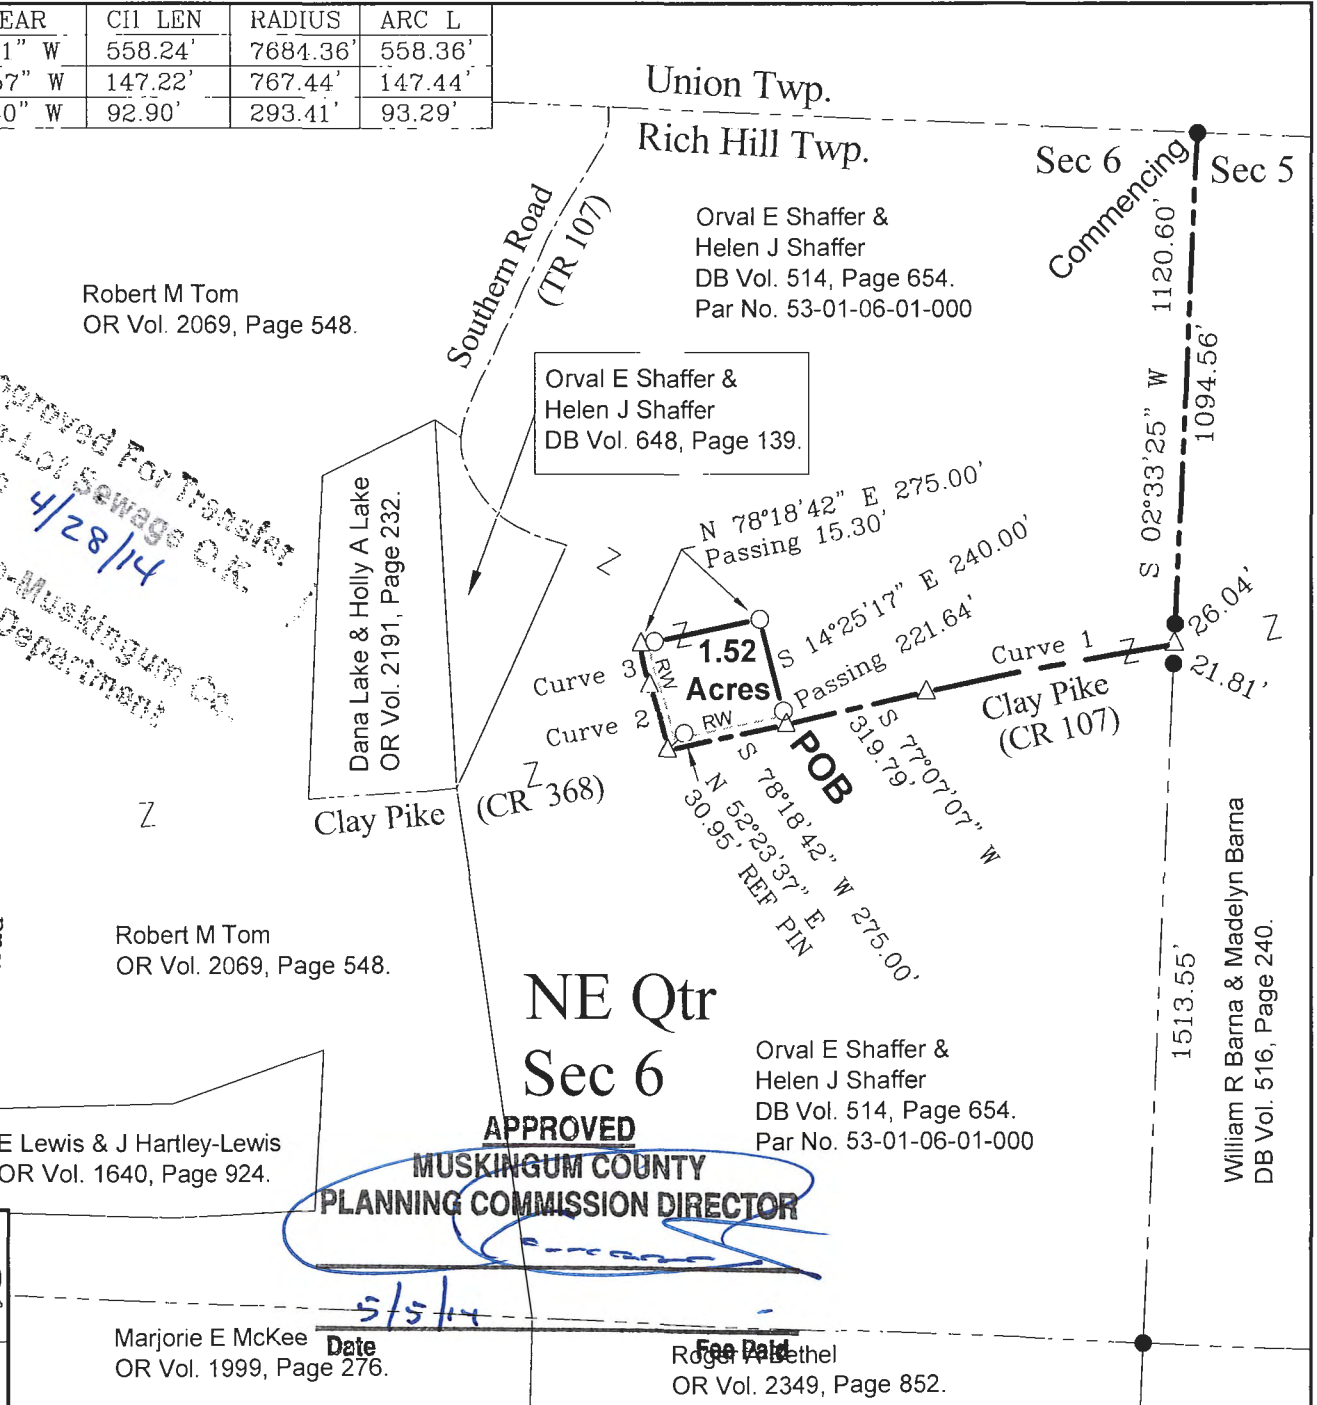 EAR CH LEN RADIUS ARC L
1" W 558.24' 7684.36' 558.36'
57" W 147.22' 767.44' 147.44'
0" W 92.90' 293.41' 93.29'
Union Twp.
Rich Hill Twp.
Sec 6
Sec 5
Commencing
S 02°33'25" W 1120.60'
1094.56'
Southern Road
(TR 107)
Orval E Shaffer &
Helen J Shaffer
DB Vol. 514, Page 654.
Par No. 53-01-06-01-000
Robert M Tom
OR Vol. 2069, Page 548.
Orval E Shaffer &
Helen J Shaffer
DB Vol. 648, Page 139.
Approved For Transfer
-Lot Sewage O.K.
4/28/14
-Muskingum Co.
Department
Dana Lake & Holly A Lake
OR Vol. 2191, Page 232.
N 78°18'42" E 275.00'
Passing 15.30'
S 14°25'17" E 240.00'
Passing 221.64'
26.04'
21.81'
Z
Z
Z
Z
Z
Z
1.52
Acres
RW
RW
Curve 3
Curve 2
Curve 1
Clay Pike
(CR 107)
POB
S 77°07'07" W
319.79'
S 78°18'42" W 275.00'
N 52°23'37" E
30.95' REF PIN
Clay Pike (CR 368)
Robert M Tom
OR Vol. 2069, Page 548.
NE Qtr
Sec 6
1513.55'
William R Barna & Madelyn Barna
DB Vol. 516, Page 240.
Orval E Shaffer &
Helen J Shaffer
DB Vol. 514, Page 654.
Par No. 53-01-06-01-000
E Lewis & J Hartley-Lewis
OR Vol. 1640, Page 924.
APPROVED
MUSKINGUM COUNTY
PLANNING COMMISSION DIRECTOR
5/5/14 -
Date Fee Paid
Marjorie E McKee
OR Vol. 1999, Page 276.
Roger A Bethel
OR Vol. 2349, Page 852.